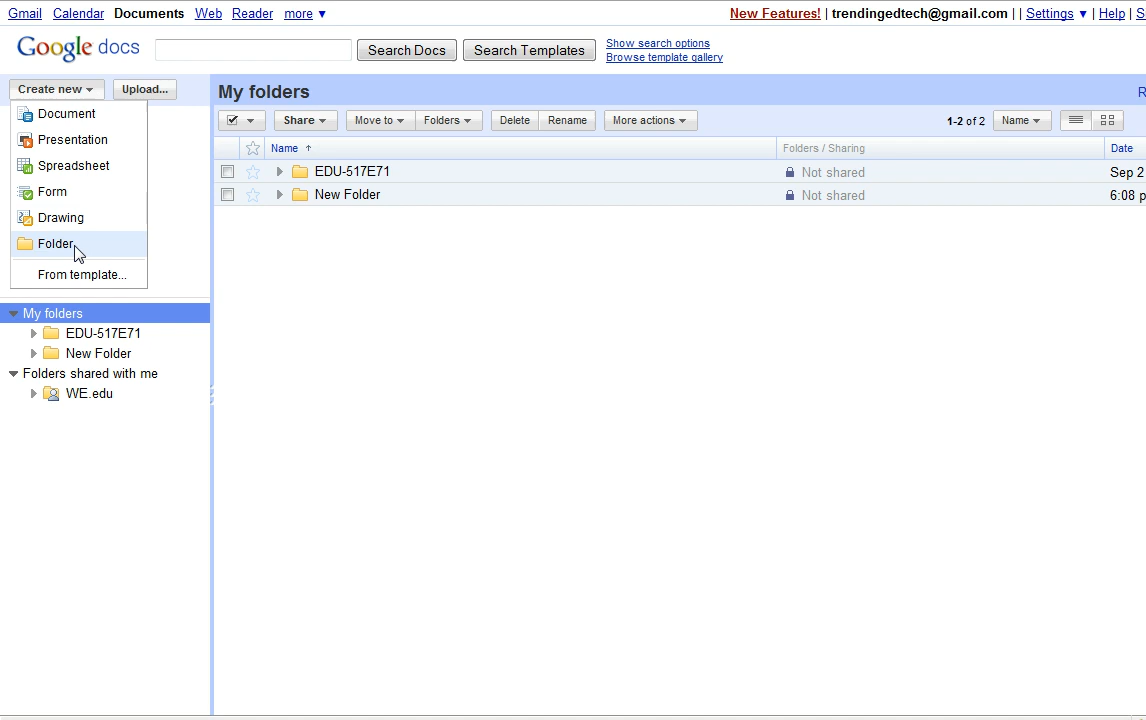 Gmail Calendar Documents Web Reader more ▼ New Features! | trendingedtech@gmail.com | | Settings ▼ | Help | S
Google docs Search Docs Search Templates Show search options
Browse template gallery
Create new Upload... My folders R
Document Share Move to Folders Delete Rename More actions 1-2 of 2 Name
Presentation Name ↑ Folders / Sharing Date
Spreadsheet EDU-517E71 Not shared Sep 2
Form New Folder Not shared 6:08 p
Drawing
Folder
From template...
My folders
EDU-517E71
New Folder
Folders shared with me
WE.edu